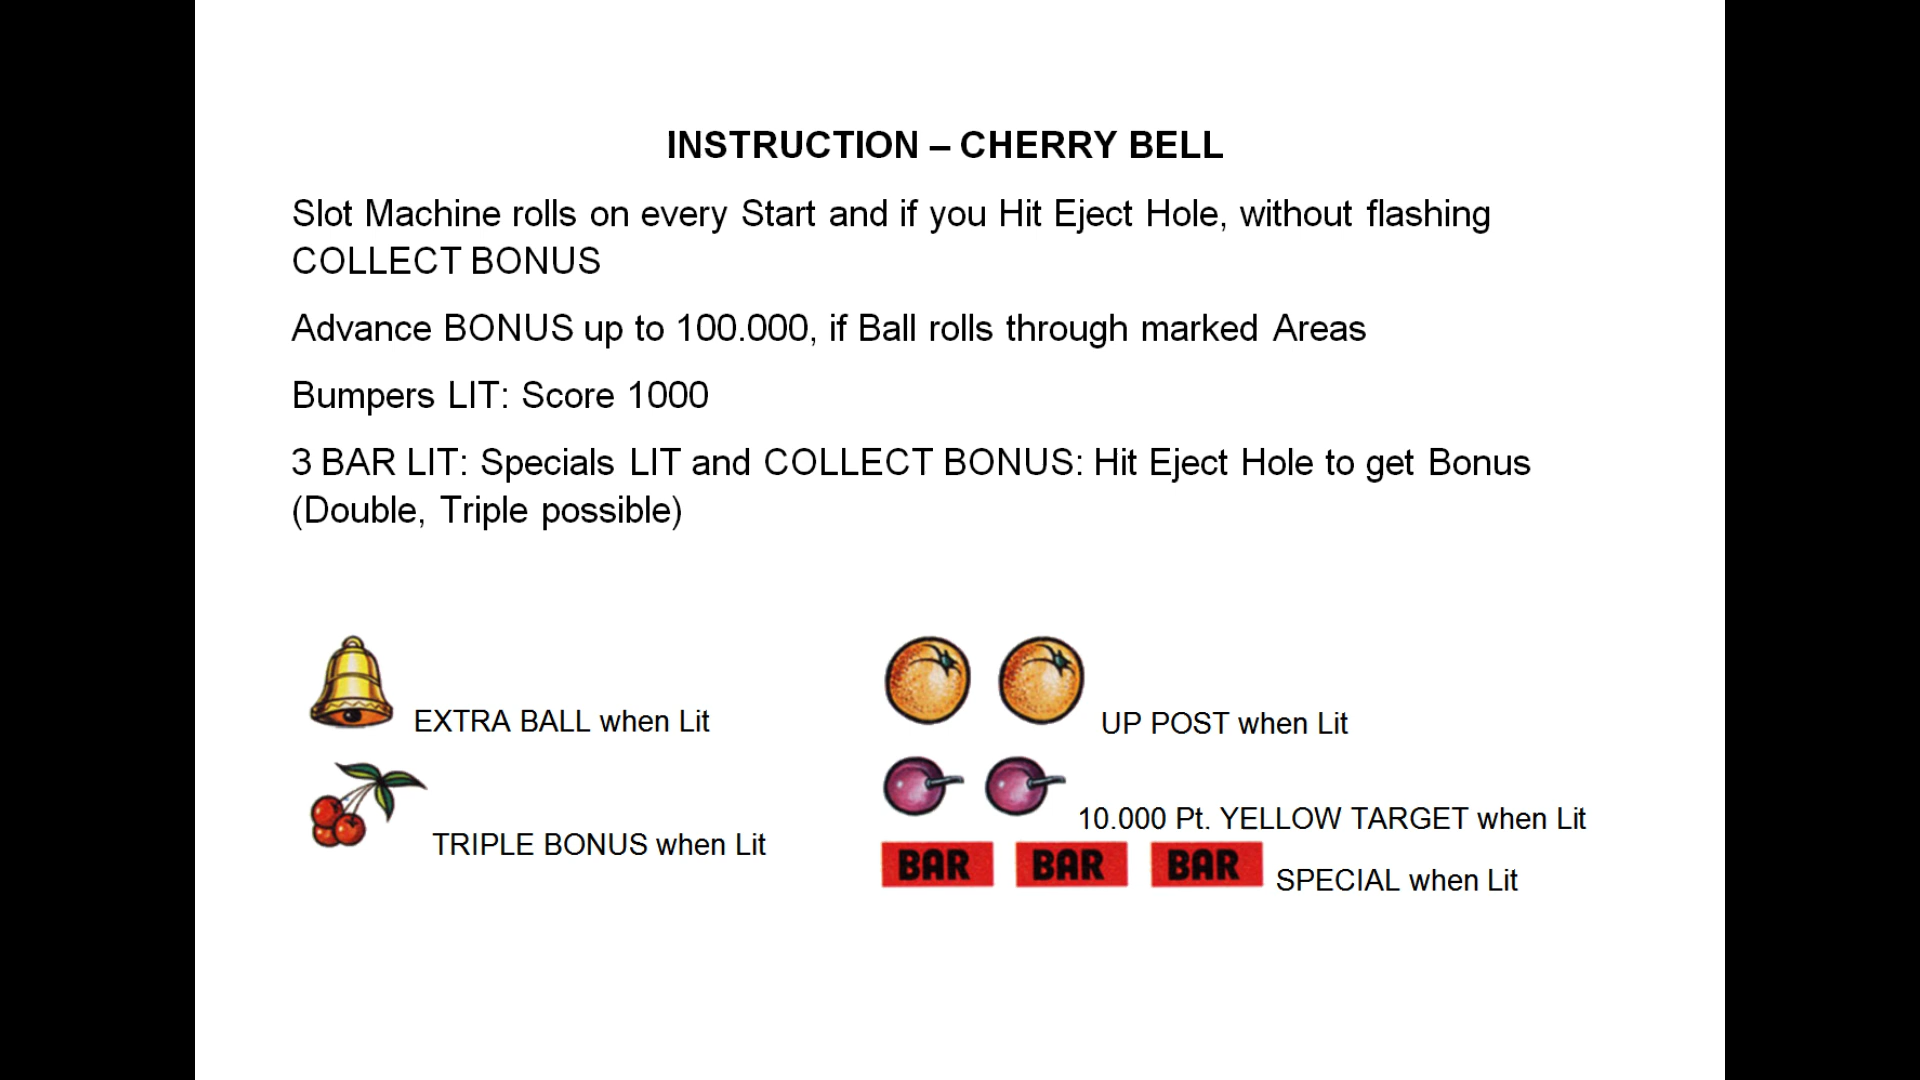 INSTRUCTION – CHERRY BELL
Slot Machine rolls on every Start and if you Hit Eject Hole, without flashing
COLLECT BONUS
Advance BONUS up to 100.000, if Ball rolls through marked Areas
Bumpers LIT: Score 1000
3 BAR LIT: Specials LIT and COLLECT BONUS: Hit Eject Hole to get Bonus
(Double, Triple possible)
EXTRA BALL when Lit
UP POST when Lit
TRIPLE BONUS when Lit
10.000 Pt. YELLOW TARGET when Lit
BAR BAR BAR SPECIAL when Lit